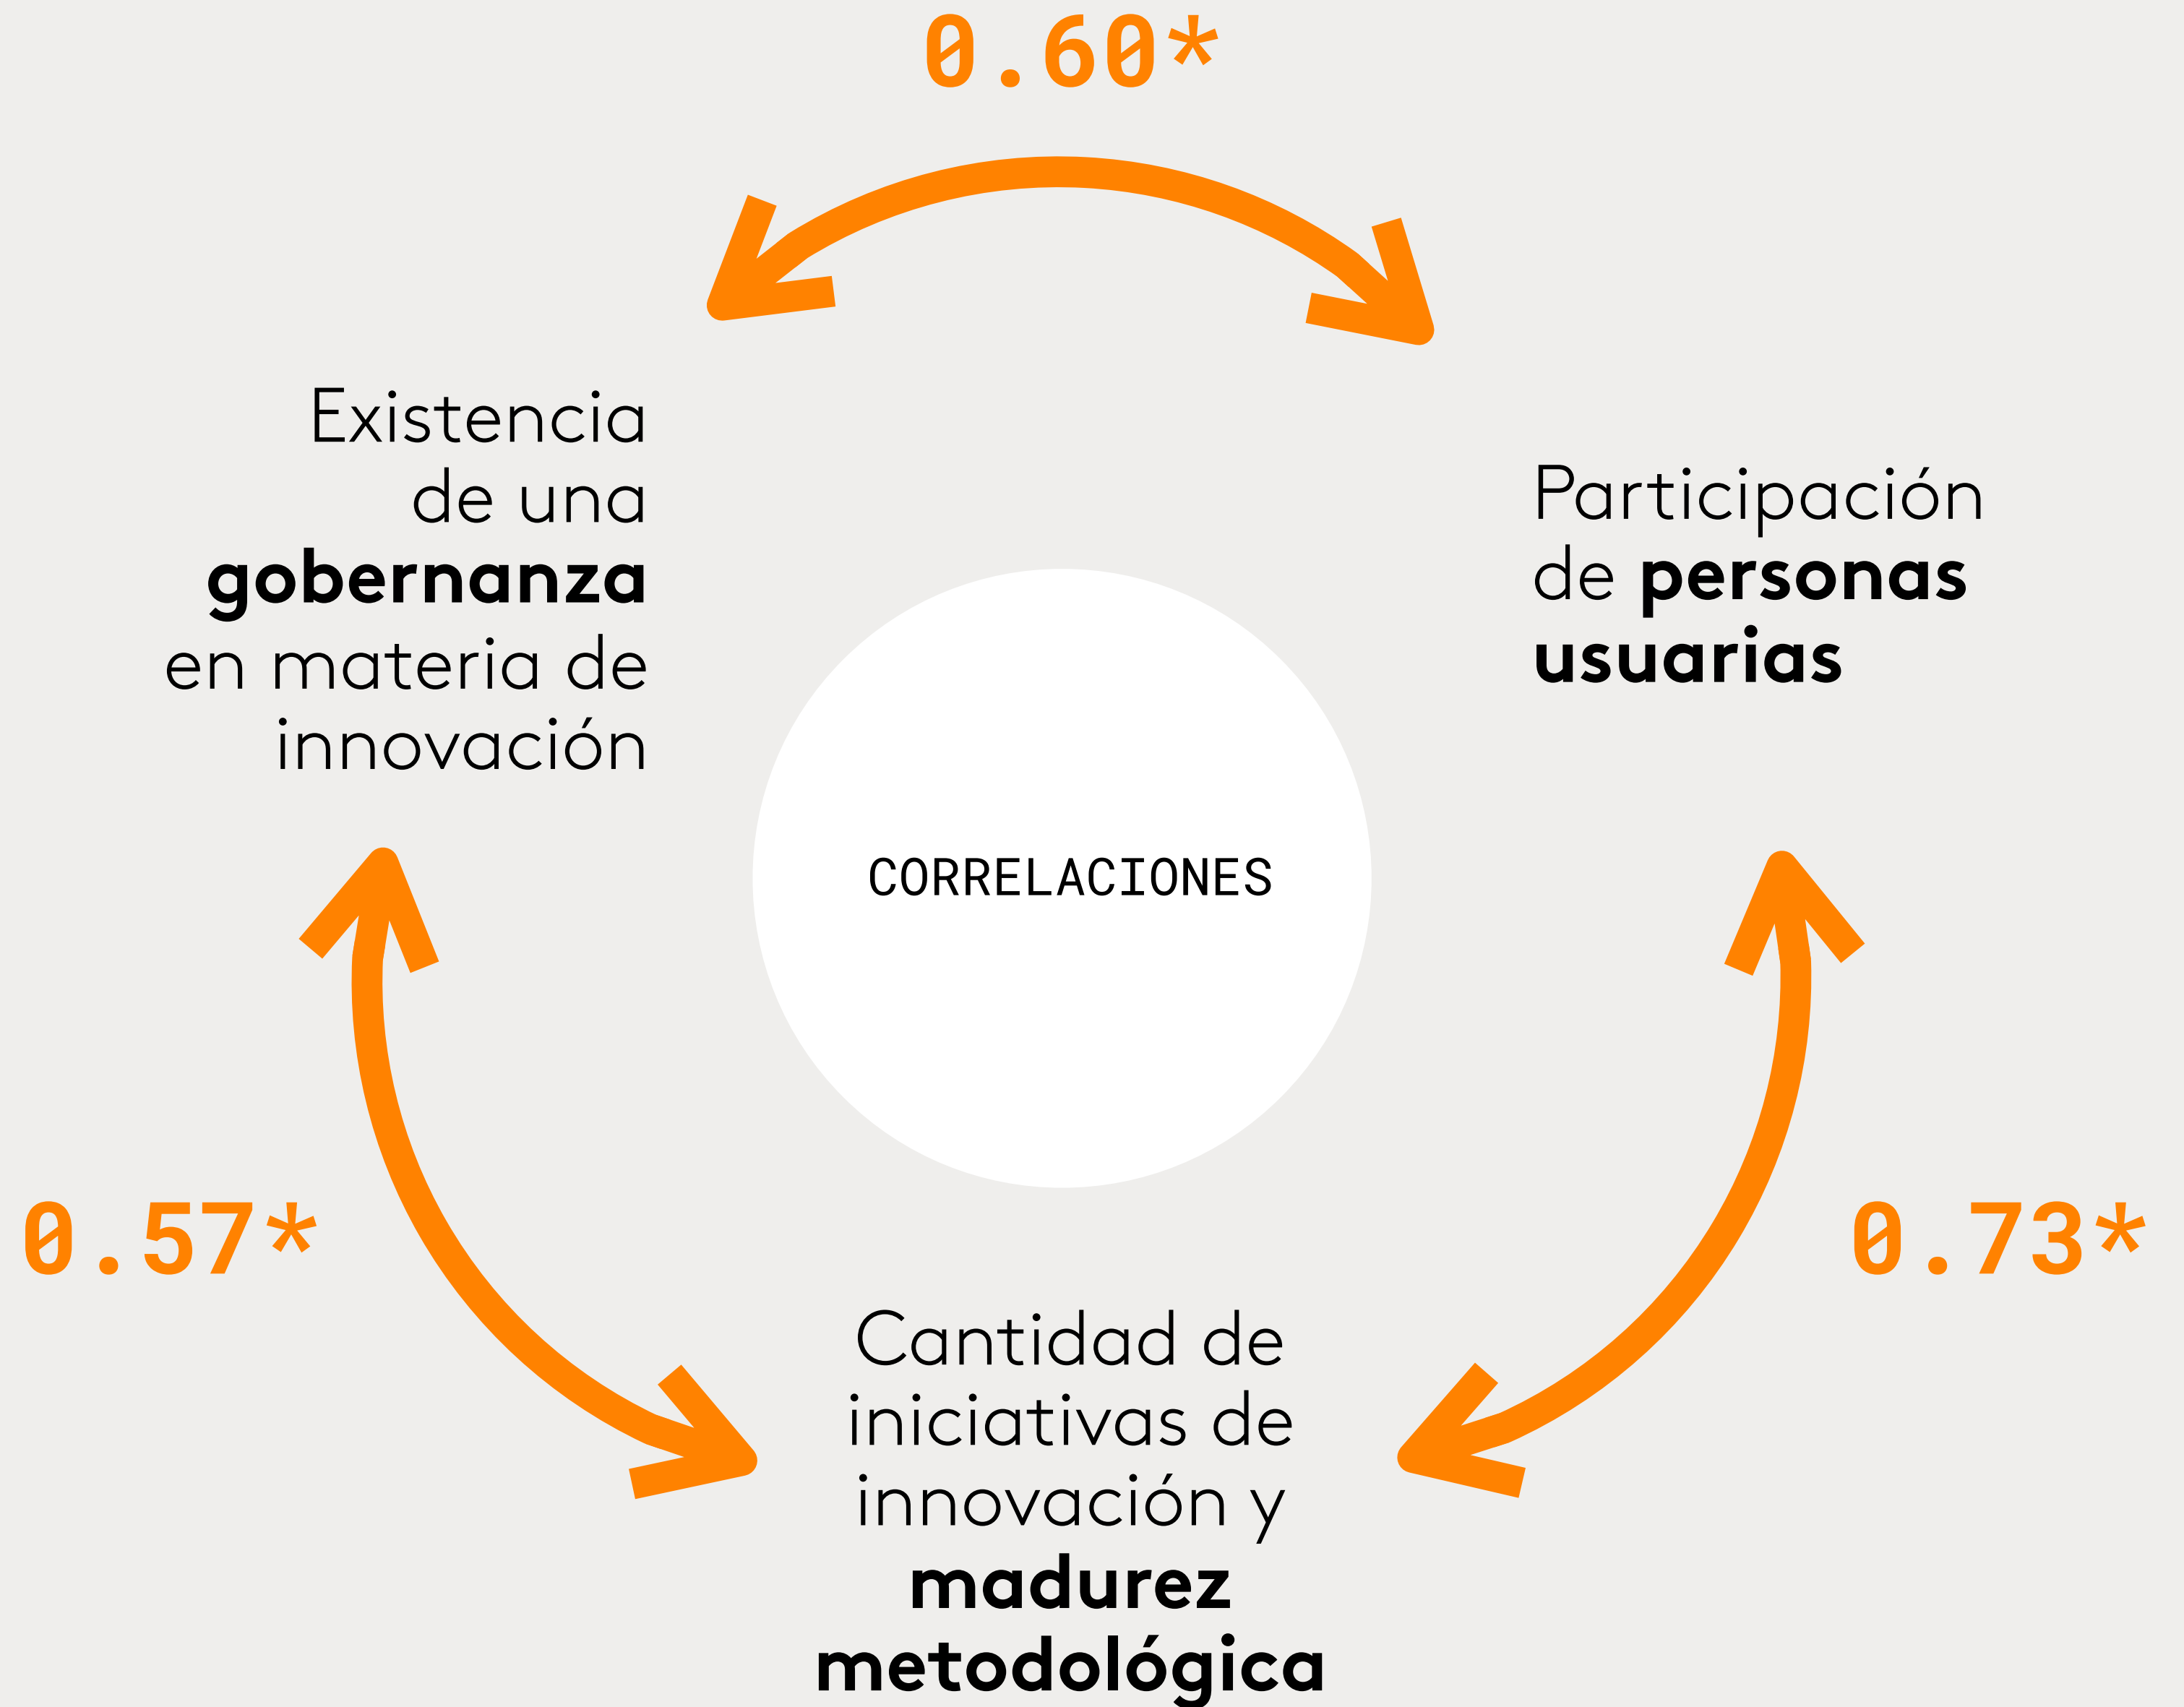 0.60*
Existencia
de una
gobernanza
en materia de
innovación
Participación
de personas
usuarias
CORRELACIONES
0.57*
0.73*
Cantidad de
iniciativas de
innovación y
madurez
metodológica